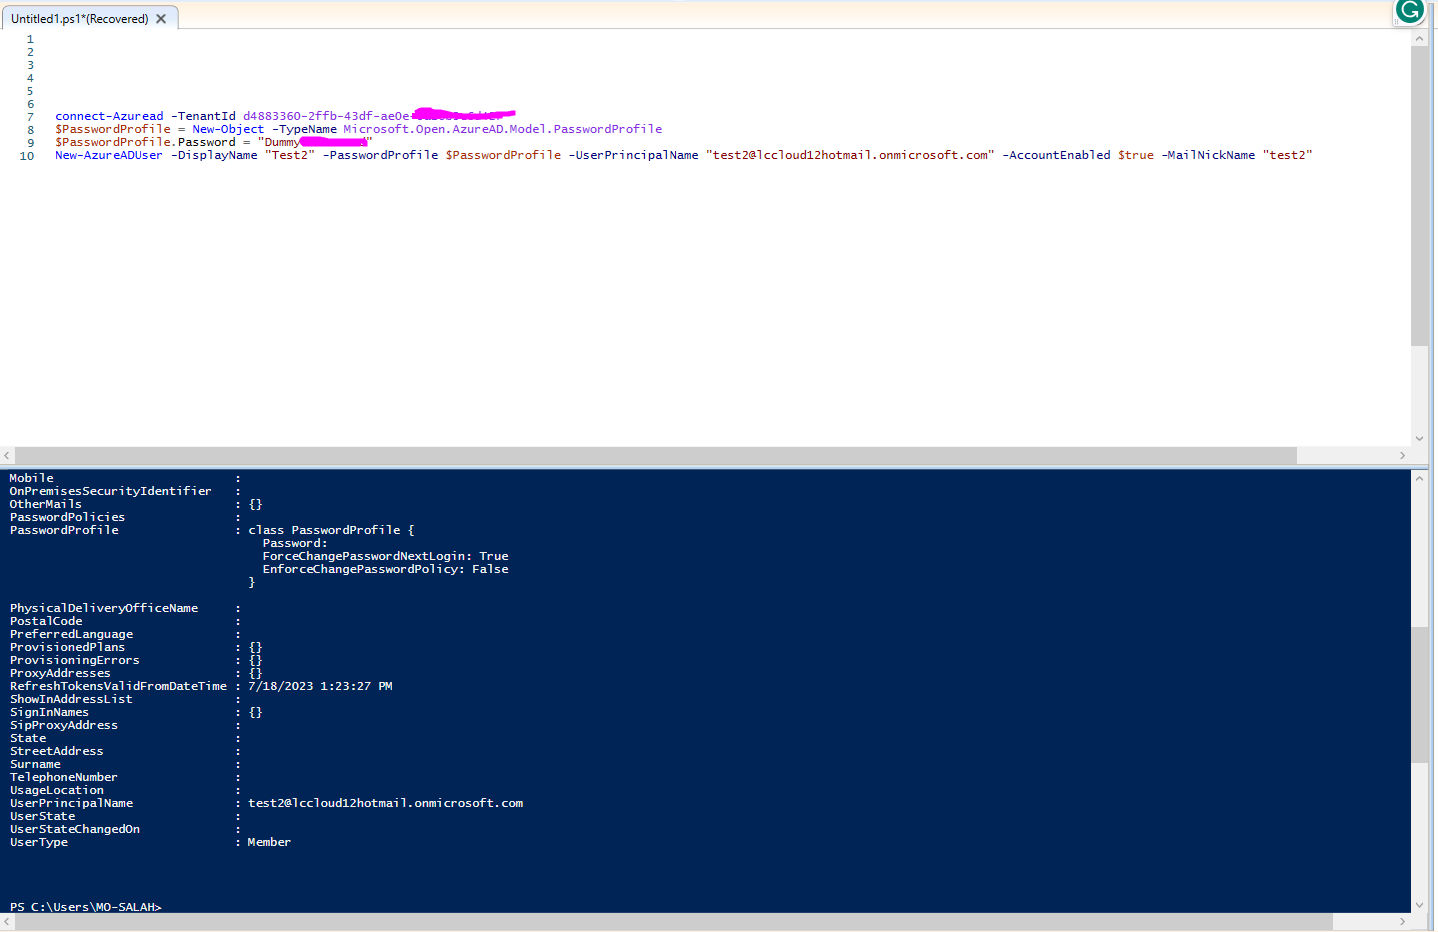 Untitled1.ps1*(Recovered) X
1
2
3
4
5
6
7 connect-Azuread -TenantId d4883360-2ffb-43df-ae0e-
8 $PasswordProfile = New-Object -TypeName Microsoft.Open.AzureAD.Model.PasswordProfile
9 $PasswordProfile.Password = "Dummy"
10 New-AzureADUser -DisplayName "Test2" -PasswordProfile $PasswordProfile -UserPrincipalName "test2@lccloud12hotmail.onmicrosoft.com" -AccountEnabled $true -MailNickName "test2"
Mobile :
OnPremisesSecurityIdentifier :
OtherMails : {}
PasswordPolicies :
PasswordProfile : class PasswordProfile {
Password:
ForceChangePasswordNextLogin: True
EnforceChangePasswordPolicy: False
}
PhysicalDeliveryOfficeName :
PostalCode :
PreferredLanguage :
ProvisionedPlans : {}
ProvisioningErrors : {}
ProxyAddresses : {}
RefreshTokensValidFromDateTime : 7/18/2023 1:23:27 PM
ShowInAddressList :
SignInNames : {}
SipProxyAddress :
State :
StreetAddress :
Surname :
TelephoneNumber :
UsageLocation :
UserPrincipalName : test2@lccloud12hotmail.onmicrosoft.com
UserState :
UserStateChangedOn :
UserType : Member
PS C:\Users\MO-SALAH>